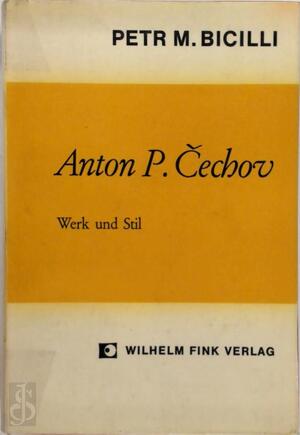 PETR M. BICILLI
Anton P. Čechov
Werk und Stil
WILHELM FINK VERLAG